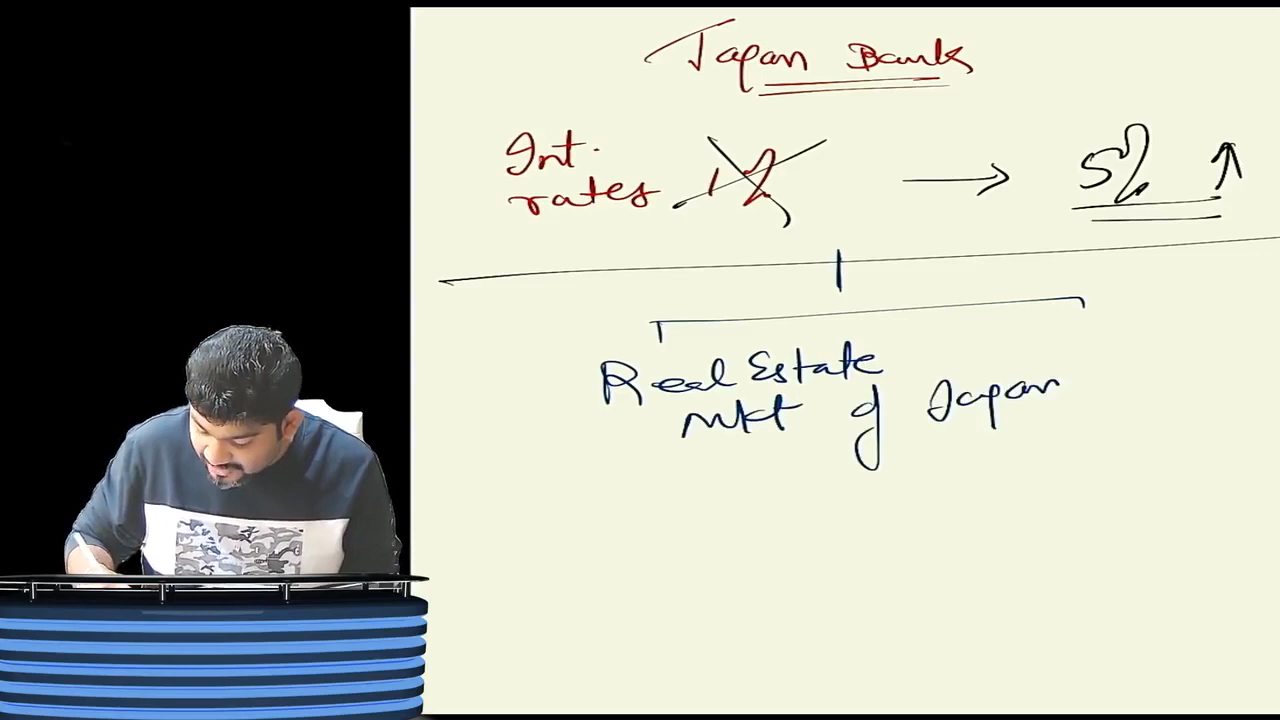 Japan Bank
Int. rates 1% → 5% ↑
Real Estate
mkt of Japan